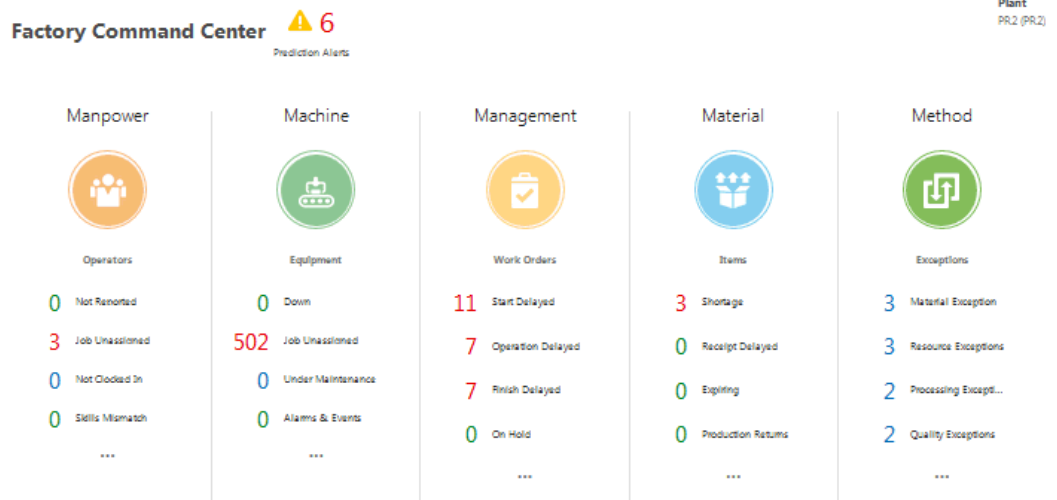 Factory Command Center
6
Prediction Alerts
Plant
PR2 (PR2)
Manpower
Operators
0 Not Reported
3 Job Unassigned
0 Not Clocked In
0 Skills Mismatch
...
Machine
Equipment
0 Down
502 Job Unassigned
0 Under Maintenance
0 Alarms & Events
...
Management
Work Orders
11 Start Delayed
7 Operation Delayed
7 Finish Delayed
0 On Hold
...
Material
Items
3 Shortage
0 Receipt Delayed
0 Expiring
0 Production Returns
...
Method
Exceptions
3 Material Exception
3 Resource Exceptions
2 Processing Excepti...
2 Quality Exceptions
...